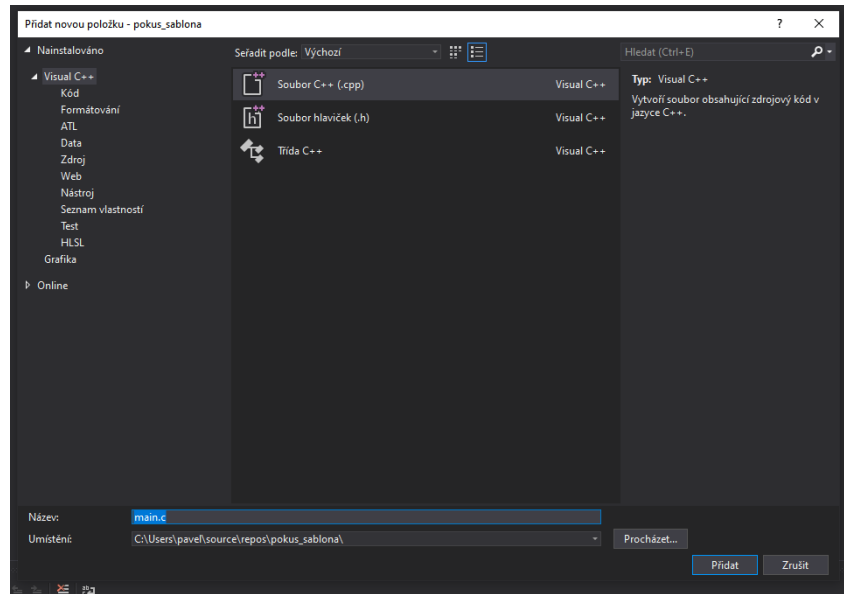 Přidat novou položku - pokus_sablona
Nainstalováno
Visual C++
Kód
Formátování
ATL
Data
Zdroj
Web
Nástroj
Seznam vlastností
Test
HLSL
Grafika
Online
Seřadit podle: Výchozí
Soubor C++ (.cpp) Visual C++
Soubor hlaviček (.h) Visual C++
Třída C++ Visual C++
Hledat (Ctrl+E)
Typ: Visual C++
Vytvoří soubor obsahující zdrojový kód v
jazyce C++.
Název: main.c
Umístění: C:\Users\pavel\source\repos\pokus_sablona\ Procházet...
Přidat Zrušit